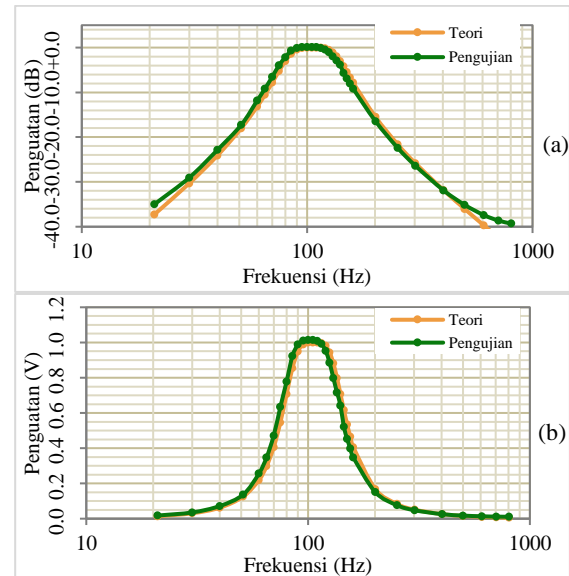 Teori
Pengujian
Penguatan (dB)
+0.0
-10.0
-20.0
-30.0
-40.0
(a)
10
100
1000
Frekuensi (Hz)
Teori
Pengujian
Penguatan (V)
1.2
1.0
0.8
0.6
0.4
0.2
0.0
(b)
10
100
1000
Frekuensi (Hz)